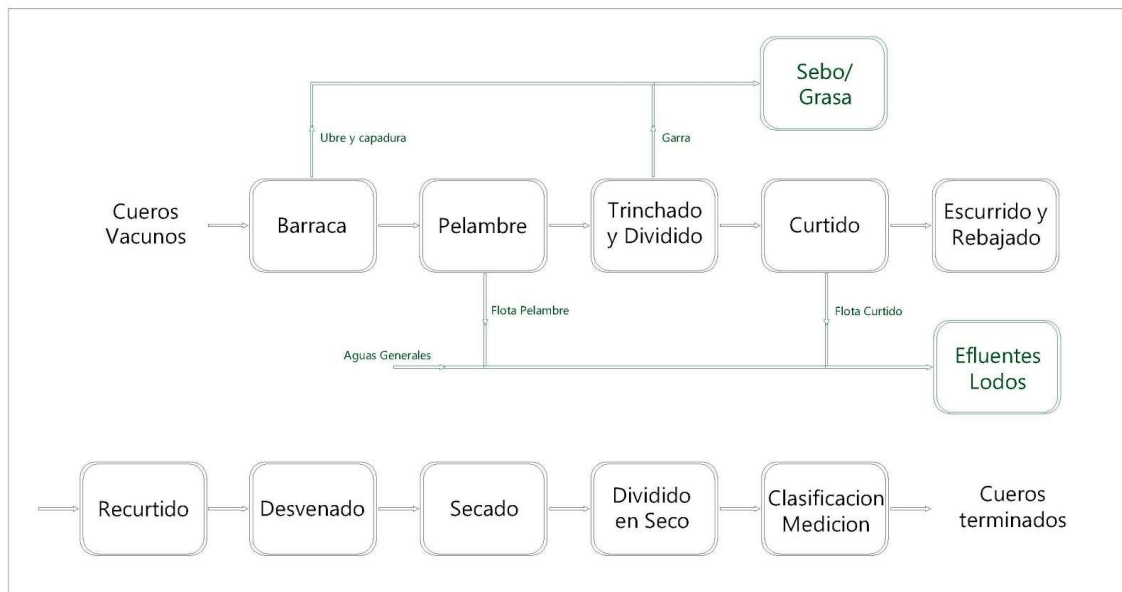 Sebo/
Grasa
Ubre y capadura
Garra
Cueros
Vacunos
Barraca
Pelambre
Trinchado
y Dividido
Curtido
Escurrido y
Rebajado
Flota Pelambre
Flota Curtido
Aguas Generales
Efluentes
Lodos
Recurtido
Desvenado
Secado
Dividido
en Seco
Clasificacion
Medicion
Cueros
terminados